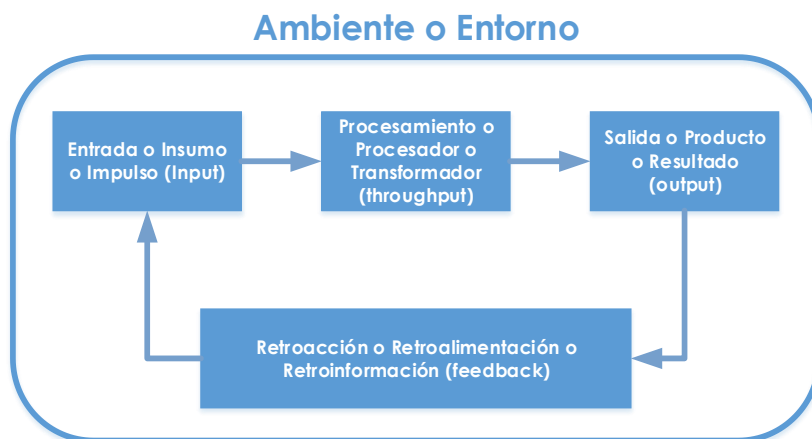 Ambiente o Entorno
Entrada o Insumo
o Impulso (Input)
Procesamiento o
Procesador o
Transformador
(throughput)
Salida o Producto
o Resultado
(output)
Retroacción o Retroalimentación o
Retroinformación (feedback)